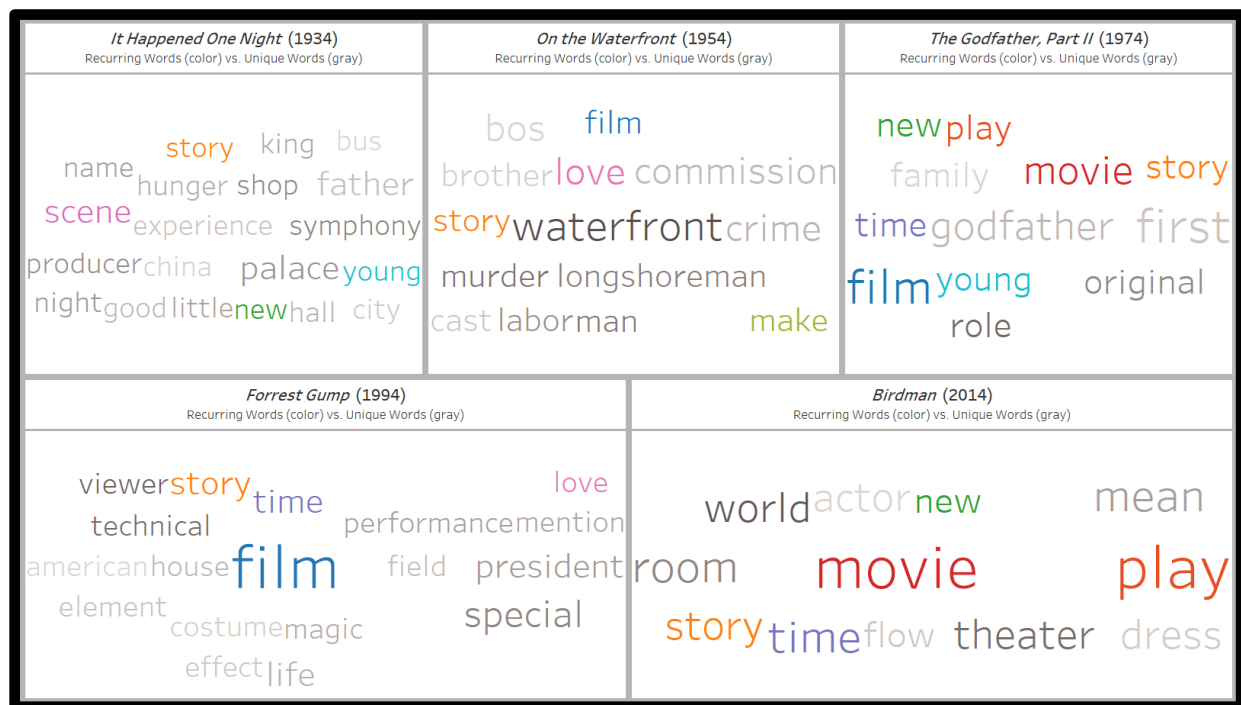 It Happened One Night (1934)
Recurring Words (color) vs. Unique Words (gray)
story king bus
name
hunger shop father
scene
experience symphony
producer china palace young
night good little new hall city
On the Waterfront (1954)
Recurring Words (color) vs. Unique Words (gray)
bos film
brother love commission
story waterfront crime
murder longshoreman
cast labor man make
The Godfather, Part II (1974)
Recurring Words (color) vs. Unique Words (gray)
new play
family movie story
time godfather first
film young original
role
Forrest Gump (1994)
Recurring Words (color) vs. Unique Words (gray)
viewer story time love
technical performance mention
american house film field president
element special
costume magic
effect life
Birdman (2014)
Recurring Words (color) vs. Unique Words (gray)
world actor new mean
room movie play
story time flow theater dress